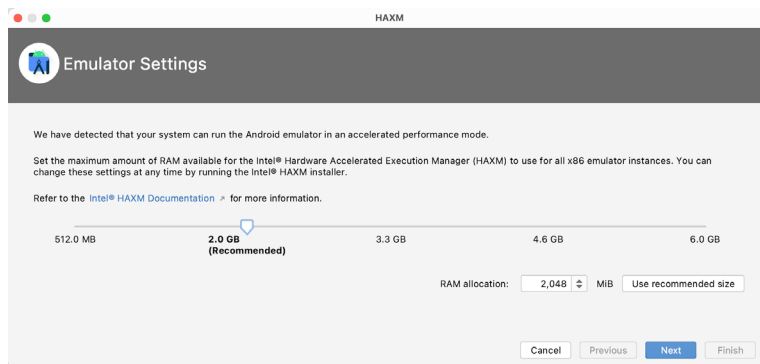 HAXM
Emulator Settings
We have detected that your system can run the Android emulator in an accelerated performance mode.
Set the maximum amount of RAM available for the Intel® Hardware Accelerated Execution Manager (HAXM) to use for all x86 emulator instances. You can
change these settings at any time by running the Intel® HAXM installer.
Refer to the Intel® HAXM Documentation ↗ for more information.
512.0 MB 2.0 GB 3.3 GB 4.6 GB 6.0 GB
(Recommended)
RAM allocation: 2,048 MiB Use recommended size
Cancel Previous Next Finish